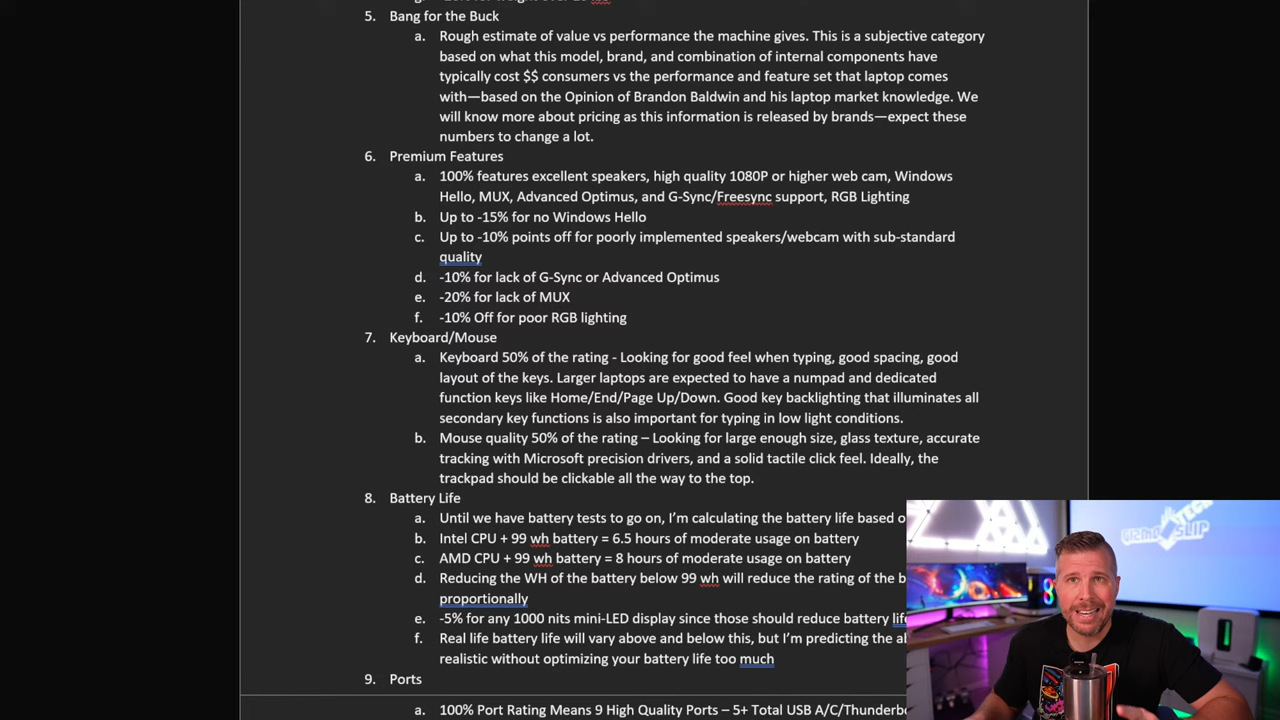 5. Bang for the Buck
a. Rough estimate of value vs performance the machine gives. This is a subjective category
based on what this model, brand, and combination of internal components have
typically cost $$ consumers vs the performance and feature set that laptop comes
with—based on the Opinion of Brandon Baldwin and his laptop market knowledge. We
will know more about pricing as this information is released by brands—expect these
numbers to change a lot.
6. Premium Features
a. 100% features excellent speakers, high quality 1080P or higher web cam, Windows
Hello, MUX, Advanced Optimus, and G-Sync/Freesync support, RGB Lighting
b. Up to -15% for no Windows Hello
c. Up to -10% points off for poorly implemented speakers/webcam with sub-standard
quality
d. -10% for lack of G-Sync or Advanced Optimus
e. -20% for lack of MUX
f. -10% Off for poor RGB lighting
7. Keyboard/Mouse
a. Keyboard 50% of the rating - Looking for good feel when typing, good spacing, good
layout of the keys. Larger laptops are expected to have a numpad and dedicated
function keys like Home/End/Page Up/Down. Good key backlighting that illuminates all
secondary key functions is also important for typing in low light conditions.
b. Mouse quality 50% of the rating – Looking for large enough size, glass texture, accurate
tracking with Microsoft precision drivers, and a solid tactile click feel. Ideally, the
trackpad should be clickable all the way to the top.
8. Battery Life
a. Until we have battery tests to go on, I'm calculating the battery life based
b. Intel CPU + 99 wh battery = 6.5 hours of moderate usage on battery
c. AMD CPU + 99 wh battery = 8 hours of moderate usage on battery
d. Reducing the WH of the battery below 99 wh will reduce the rating of the
proportionally
e. -5% for any 1000 nits mini-LED display since those should reduce battery
f. Real life battery life will vary above and below this, but I'm predicting the
realistic without optimizing your battery life too much
9. Ports
a. 100% Port Rating Means 9 High Quality Ports – 5+ Total USB A/C/Thunderbo
GIZMO SLIP
TECH